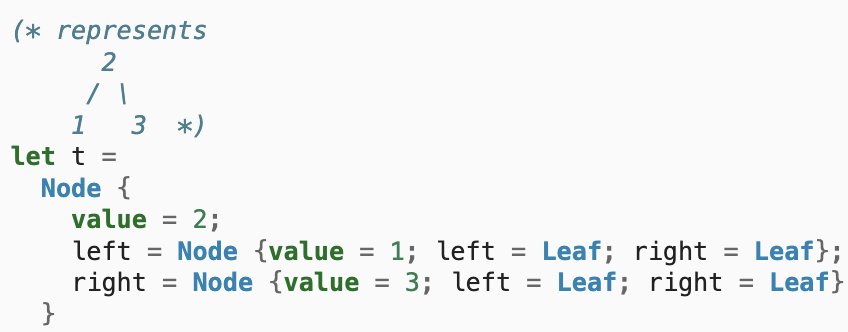 (* represents
      2
     / \
    1   3  *)
let t =
  Node {
    value = 2;
    left = Node {value = 1; left = Leaf; right = Leaf};
    right = Node {value = 3; left = Leaf; right = Leaf}
  }